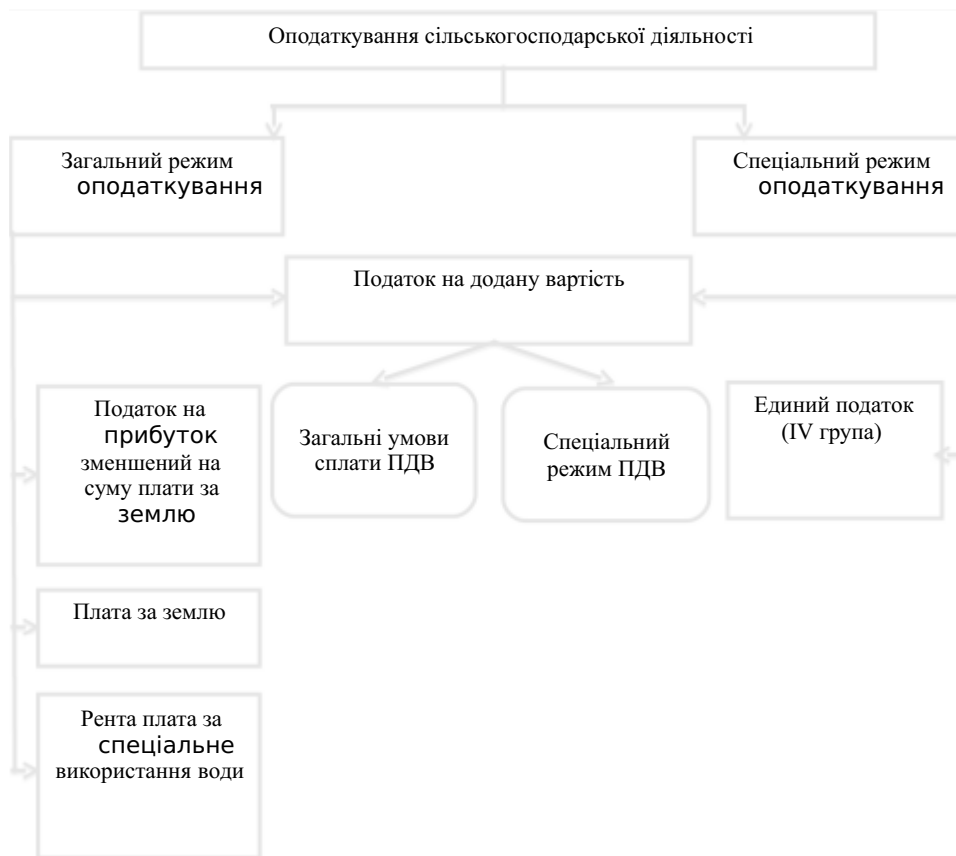 Оподаткування сільськогосподарської діяльності
Загальний режим
оподаткування
Спеціальний режим
оподаткування
Податок на додану вартість
Податок на
прибуток
зменшений на
суму плати за
землю
Загальні умови
сплати ПДВ
Спеціальний
режим ПДВ
Единий податок
(IV група)
Плата за землю
Рента плата за
спеціальне
використання води